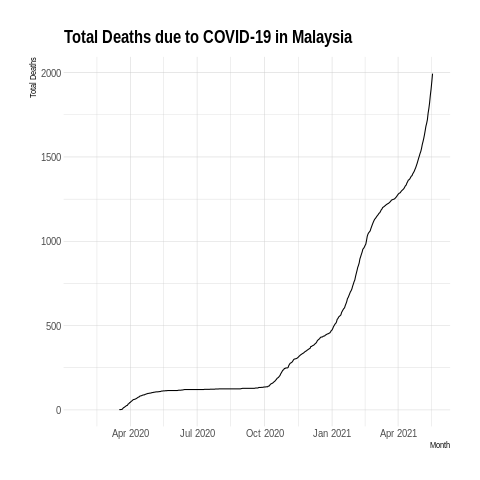 Total Deaths due to COVID-19 in Malaysia
Total Deaths
2000
1500
1000
500
0
Apr 2020 Jul 2020 Oct 2020 Jan 2021 Apr 2021
Month